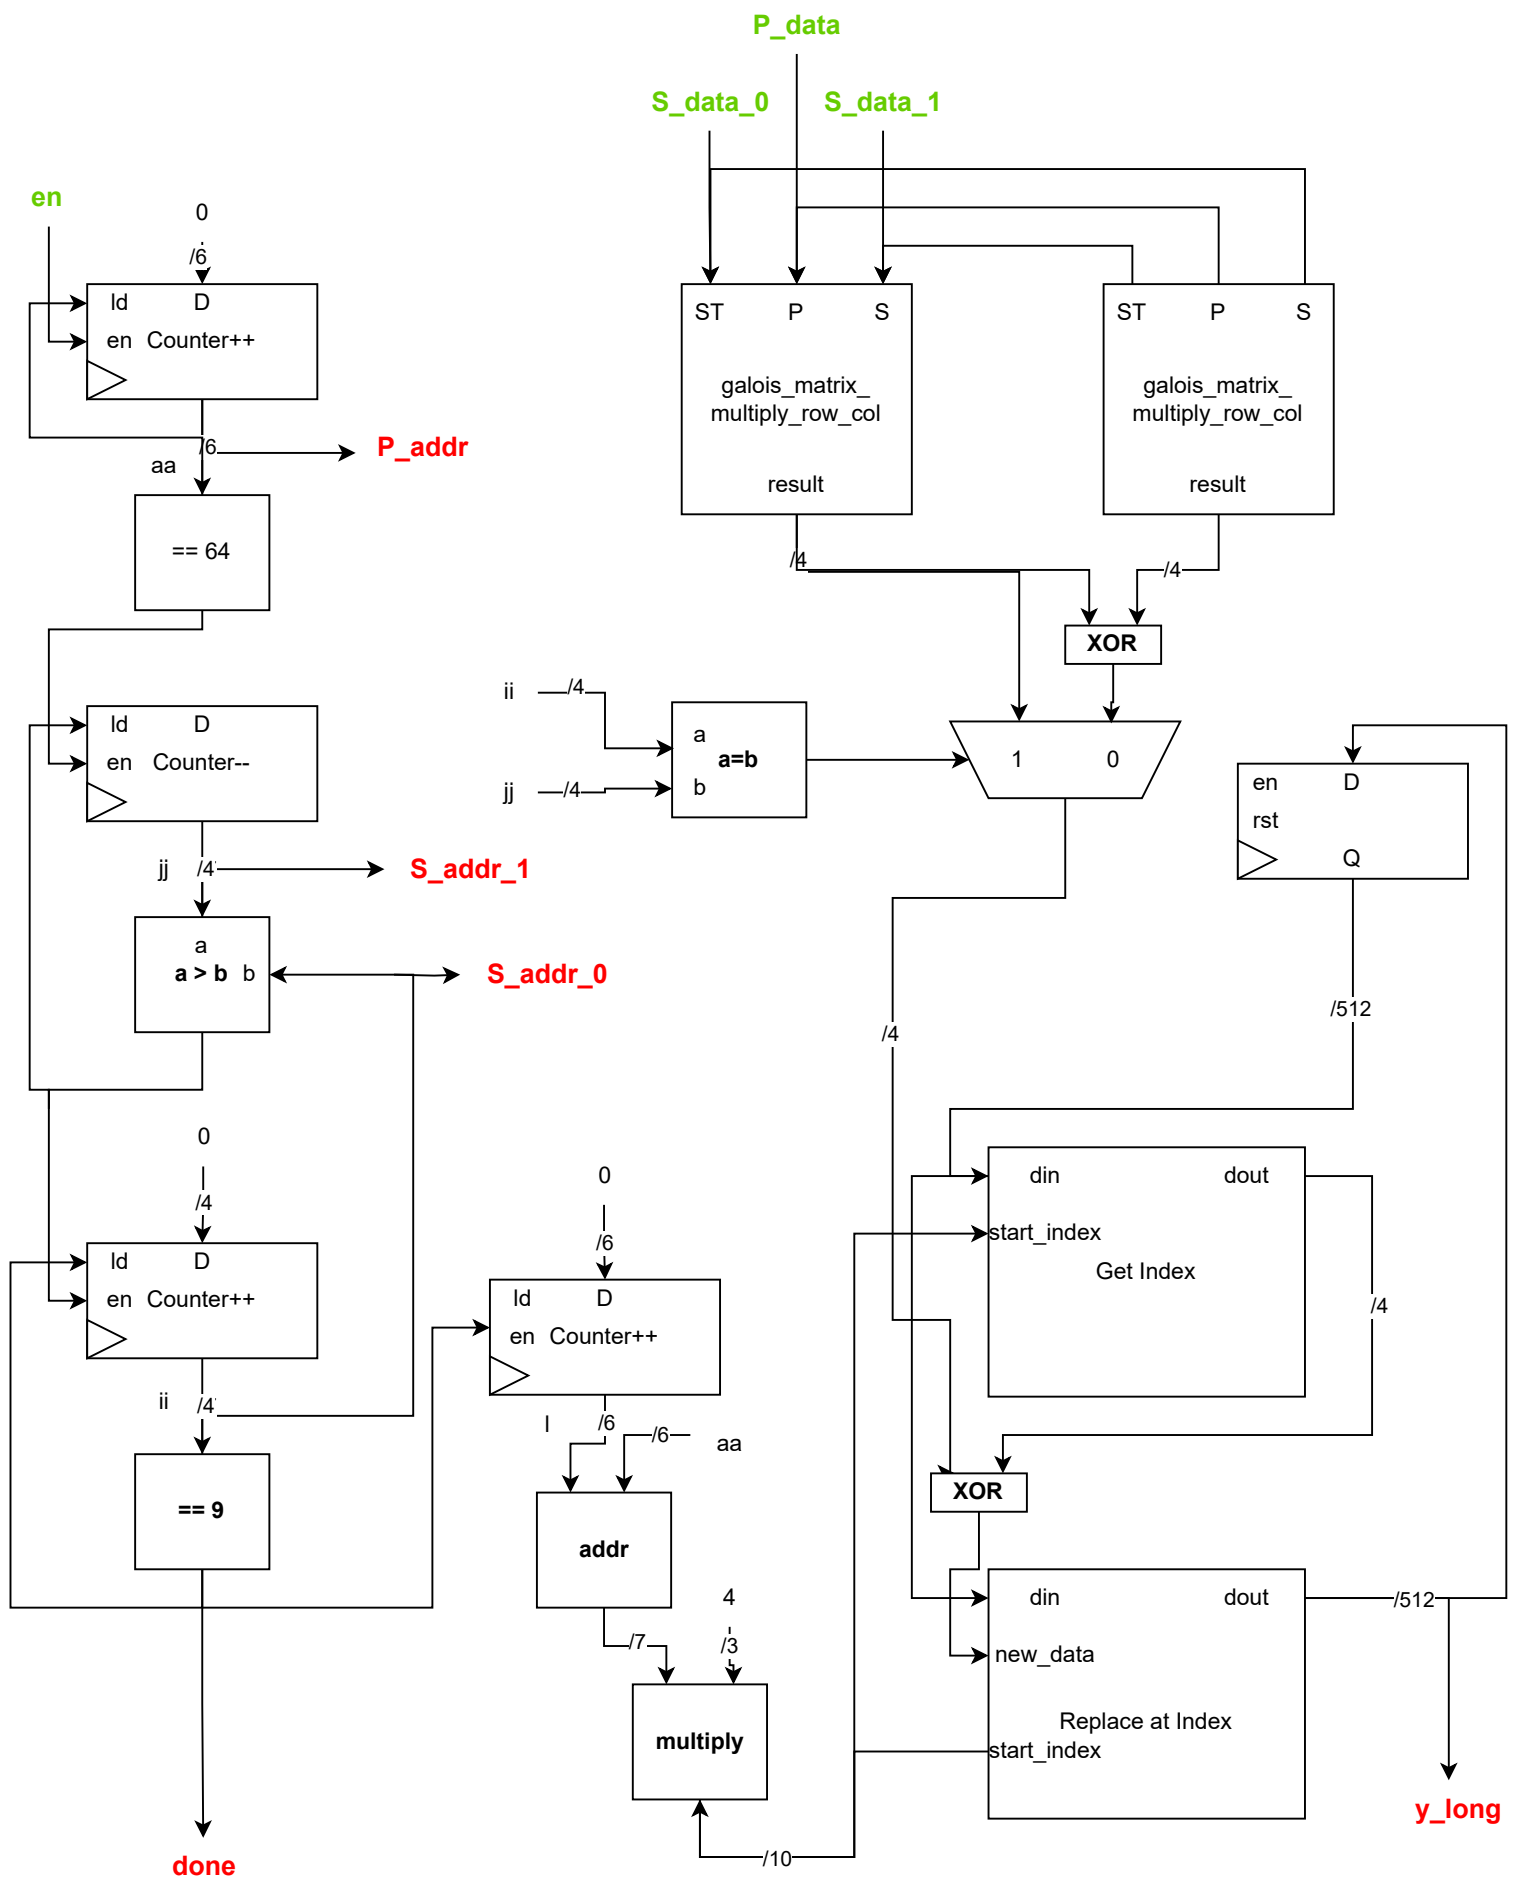 P_data
S_data_0
S_data_1
en
0
/6
ld D
en Counter++
/6
P_addr
aa
== 64
ST P S
galois_matrix_
multiply_row_col
result
ST P S
galois_matrix_
multiply_row_col
result
/4
/4
XOR
ii
/4
jj
/4
a
a=b
b
1
0
ld D
en Counter--
jj
/4
S_addr_1
a
a > b b
S_addr_0
en D
rst
Q
/512
/4
0
/4
ld D
en Counter++
ii
/4
== 9
0
/6
ld D
en Counter++
l
/6
/6
aa
addr
/7
4
/3
multiply
/10
din dout
start_index
Get Index
/4
XOR
din dout
new_data
Replace at Index
start_index
/512
y_long
done